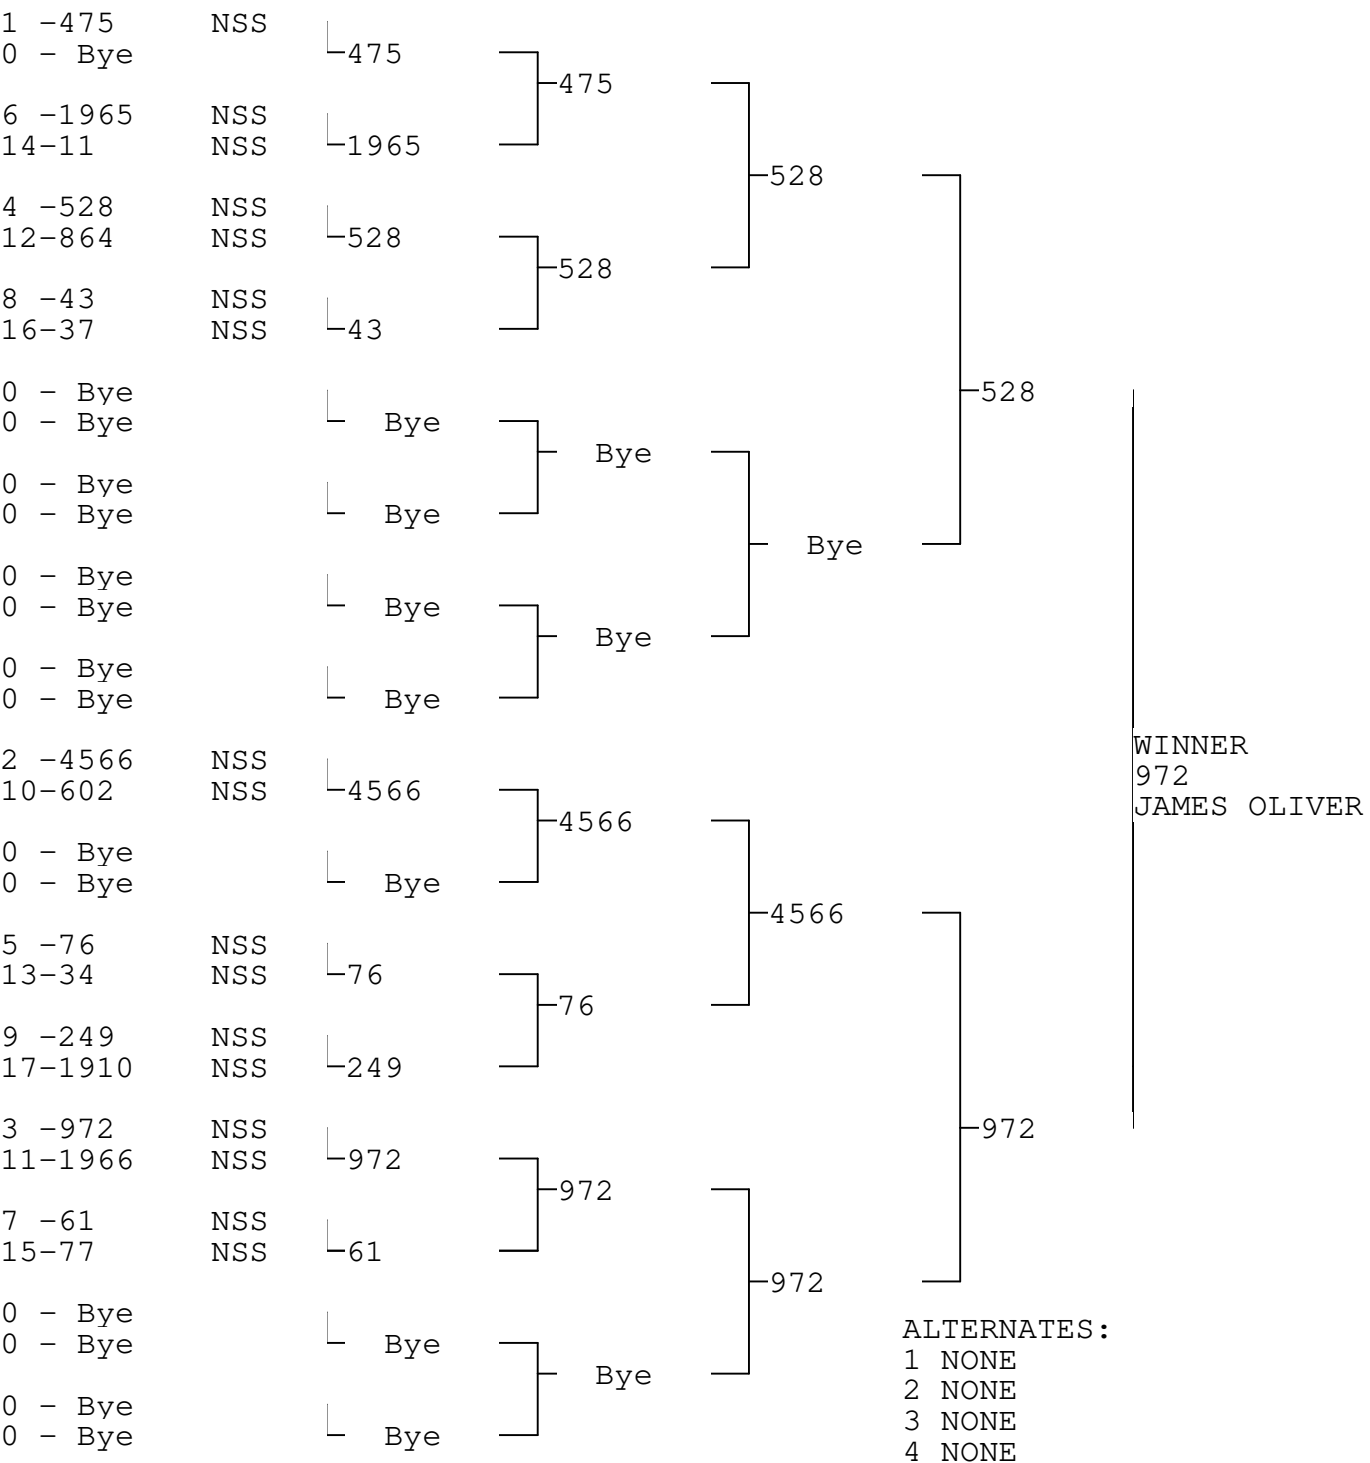 1 -475 NSS
0 - Bye 475
475
6 -1965 NSS
14-11 NSS 1965
528
4 -528 NSS
12-864 NSS 528
528
8 -43 NSS
16-37 NSS 43
0 - Bye 528
0 - Bye Bye
Bye
0 - Bye
0 - Bye Bye
Bye
0 - Bye
0 - Bye Bye
Bye
0 - Bye
0 - Bye Bye
WINNER
2 -4566 NSS
972
10-602 NSS 4566
JAMES OLIVER
4566
0 - Bye
0 - Bye Bye
4566
5 -76 NSS
13-34 NSS 76
76
9 -249 NSS
17-1910 NSS 249
3 -972 NSS 972
11-1966 NSS 972
972
7 -61 NSS
15-77 NSS 61
972
0 - Bye
ALTERNATES:
0 - Bye Bye
1 NONE
Bye
2 NONE
0 - Bye
3 NONE
0 - Bye Bye
4 NONE